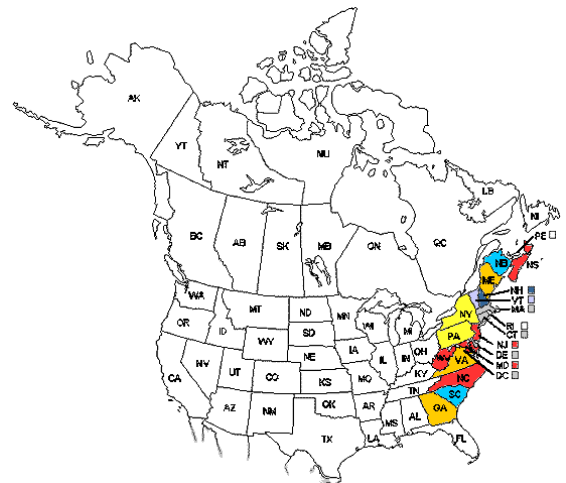 AK
YT
NT
NU
LB
NI
BC
AB
SK
MB
ON
QC
PE
NB
NS
ME
WA
MT
ND
MN
NH
VT
MA
OR
ID
SD
WI
MI
NY
RI
CT
WY
IA
PA
NJ
DE
MD
DC
NV
NE
IL
IN
OH
WV
VA
CA
UT
CO
KS
MO
KY
NC
TN
AZ
NM
OK
AR
SC
MS
AL
GA
TX
LA
FL